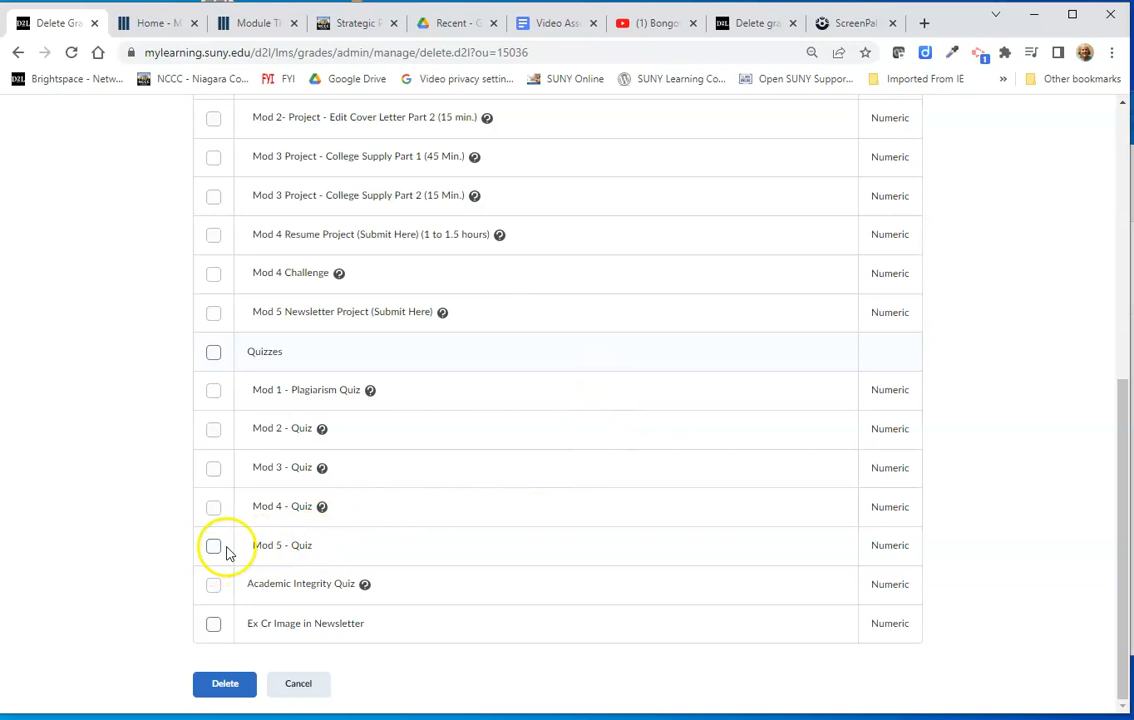 Delete Gra
Home - M
Module Ti
Strategic P
Recent - G
Video Ass
(1) Bongo
Delete gra
ScreenPal
mylearning.suny.edu/d2l/lms/grades/admin/manage/delete.d2l?ou=15036
Brightspace - Netw...
NCCC - Niagara Co...
FYI
Google Drive
Video privacy settin...
SUNY Online
SUNY Learning Co...
Open SUNY Suppor...
Imported From IE
»
Other bookmarks
Mod 2- Project - Edit Cover Letter Part 2 (15 min.) Numeric
Mod 3 Project - College Supply Part 1 (45 Min.) Numeric
Mod 3 Project - College Supply Part 2 (15 Min.) Numeric
Mod 4 Resume Project (Submit Here) (1 to 1.5 hours) Numeric
Mod 4 Challenge Numeric
Mod 5 Newsletter Project (Submit Here) Numeric
Quizzes
Mod 1 - Plagiarism Quiz Numeric
Mod 2 - Quiz Numeric
Mod 3 - Quiz Numeric
Mod 4 - Quiz Numeric
Mod 5 - Quiz Numeric
Academic Integrity Quiz Numeric
Ex Cr Image in Newsletter Numeric
Delete
Cancel